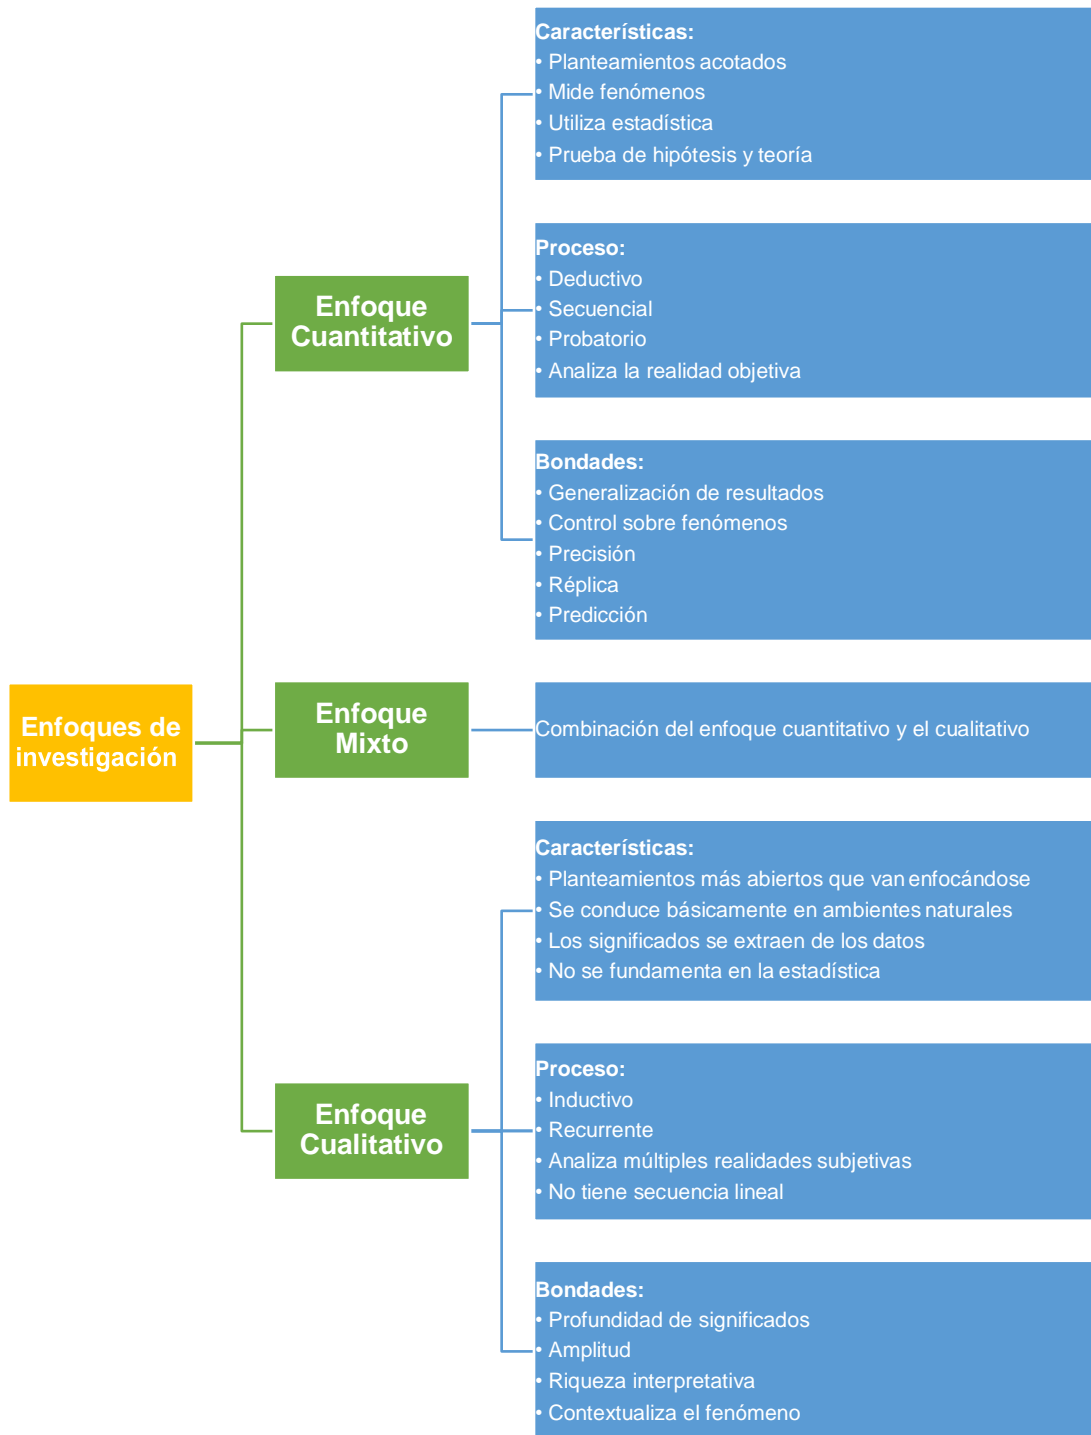 Características:
• Planteamientos acotados
• Mide fenómenos
• Utiliza estadística
• Prueba de hipótesis y teoría
Enfoque
Cuantitativo
Proceso:
• Deductivo
• Secuencial
• Probatorio
• Analiza la realidad objetiva
Bondades:
• Generalización de resultados
• Control sobre fenómenos
• Precisión
• Réplica
• Predicción
Enfoques de
investigación
Enfoque
Mixto
Combinación del enfoque cuantitativo y el cualitativo
Características:
• Planteamientos más abiertos que van enfocándose
• Se conduce básicamente en ambientes naturales
• Los significados se extraen de los datos
• No se fundamenta en la estadística
Enfoque
Cualitativo
Proceso:
• Inductivo
• Recurrente
• Analiza múltiples realidades subjetivas
• No tiene secuencia lineal
Bondades:
• Profundidad de significados
• Amplitud
• Riqueza interpretativa
• Contextualiza el fenómeno